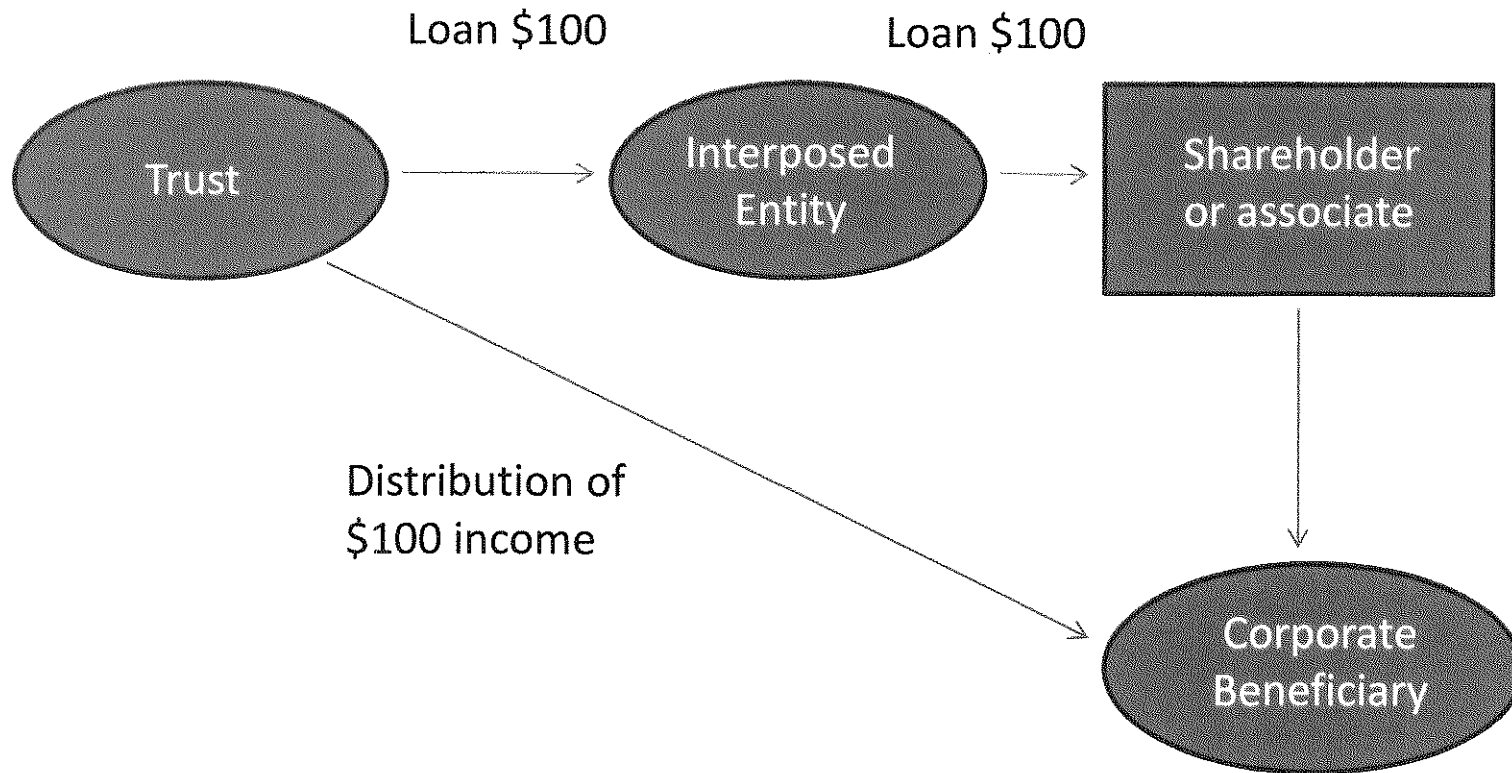 Loan $100
Loan $100
Trust
Interposed
Entity
Shareholder
or associate
Distribution of
$100 income
Corporate
Beneficiary